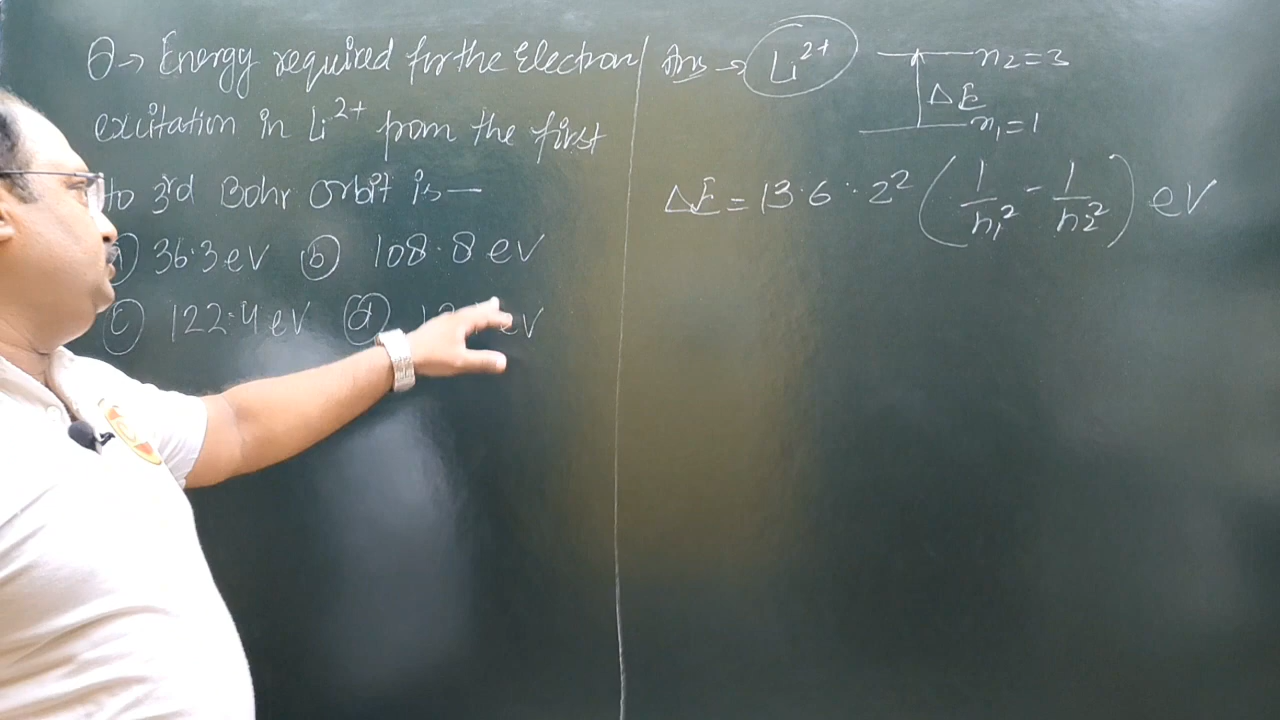 Q→ Energy required for the Electron
excitation in Li²⁺ from the first
to 3rd Bohr orbit is—
ⓐ 36.3 eV ⓑ 108.8 eV
ⓒ 122.4 eV ⓓ eV
Ans → Li²⁺
n₂=3
ΔE
n₁=1
ΔE = 13.6 · Z² (1/n₁² - 1/n₂²) eV